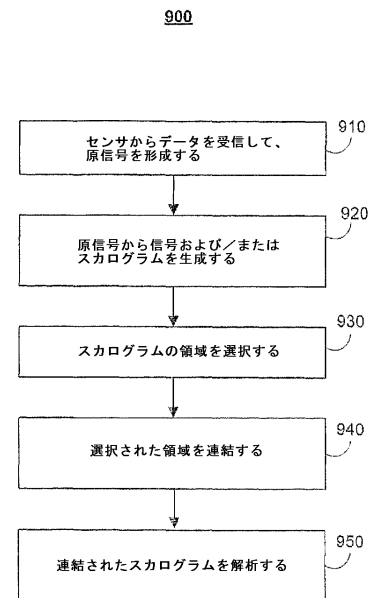 900
センサからデータを受信して、
原信号を形成する
910
原信号から信号および／または
スカログラムを生成する
920
スカログラムの領域を選択する
930
選択された領域を連結する
940
連結されたスカログラムを解析する
950